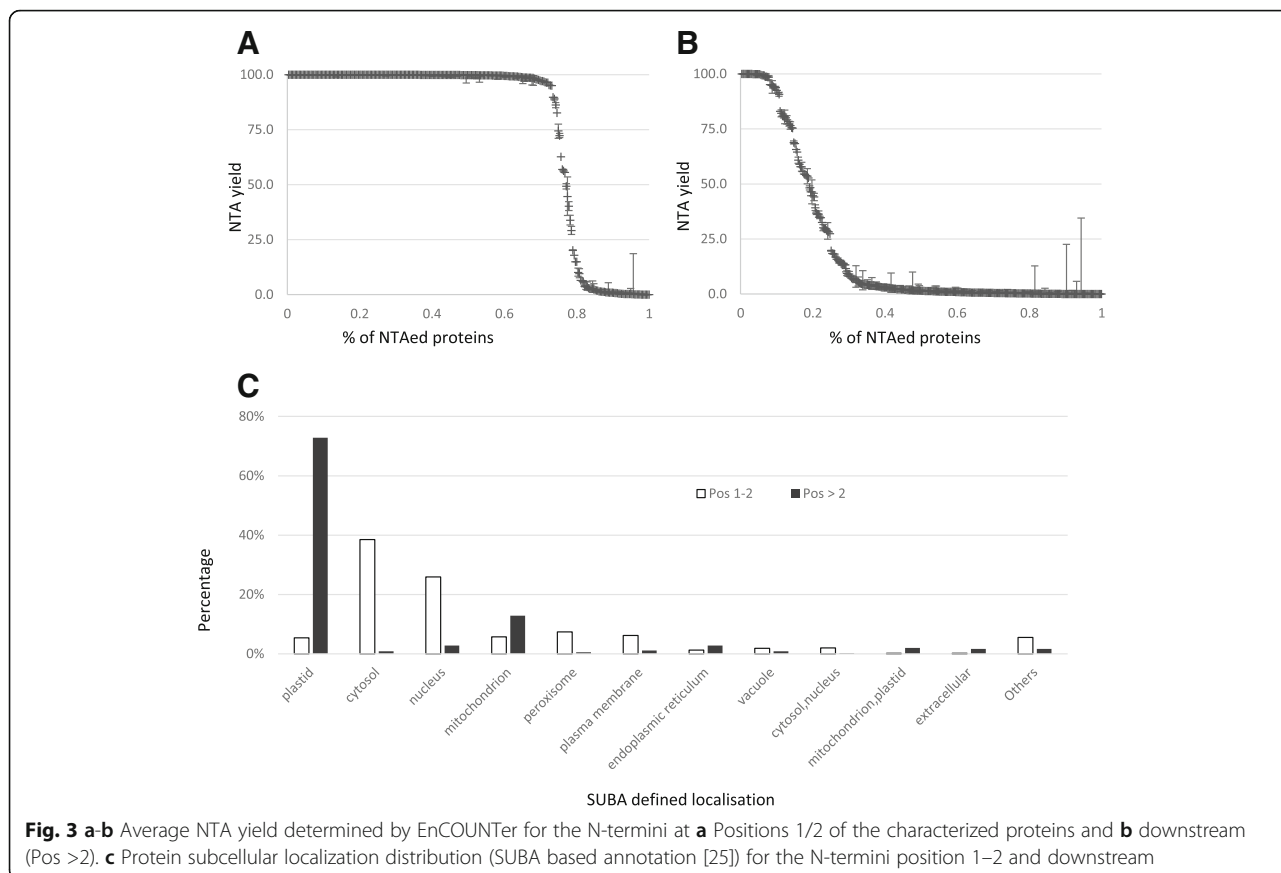 A
100.0
75.0
50.0
25.0
0.0
NTA yield
0 0.2 0.4 0.6 0.8 1
% of NTAed proteins
B
100.0
75.0
50.0
25.0
0.0
NTA yield
0 0.2 0.4 0.6 0.8 1
% of NTAed proteins
C
80%
60%
40%
20%
0%
Percentage
Pos 1-2 Pos > 2
plastid
cytosol
nucleus
mitochondrion
peroxisome
plasma membrane
endoplasmic reticulum
vacuole
cytosol,nucleus
mitochondrion,plastid
extracellular
Others
SUBA defined localisation
Fig. 3 a-b Average NTA yield determined by EnCOUNTer for the N-termini at a Positions 1/2 of the characterized proteins and b downstream
(Pos >2). c Protein subcellular localization distribution (SUBA based annotation [25]) for the N-termini position 1–2 and downstream